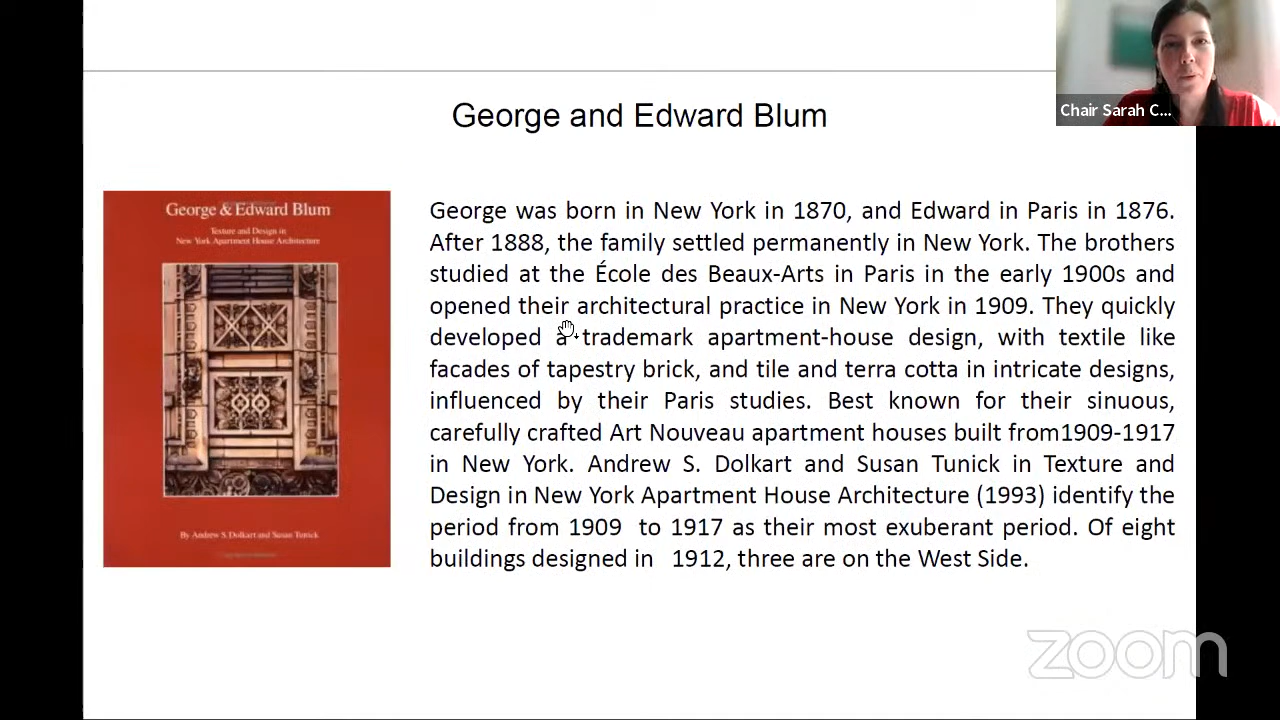 George and Edward Blum
Chair Sarah C...
George & Edward Blum
Texture and Design in
New York Apartment House Architecture
By Andrew S. Dolkart and Susan Tunick
George was born in New York in 1870, and Edward in Paris in 1876.
After 1888, the family settled permanently in New York. The brothers
studied at the École des Beaux-Arts in Paris in the early 1900s and
opened their architectural practice in New York in 1909. They quickly
developed a trademark apartment-house design, with textile like
facades of tapestry brick, and tile and terra cotta in intricate designs,
influenced by their Paris studies. Best known for their sinuous,
carefully crafted Art Nouveau apartment houses built from1909-1917
in New York. Andrew S. Dolkart and Susan Tunick in Texture and
Design in New York Apartment House Architecture (1993) identify the
period from 1909 to 1917 as their most exuberant period. Of eight
buildings designed in 1912, three are on the West Side.
zoom